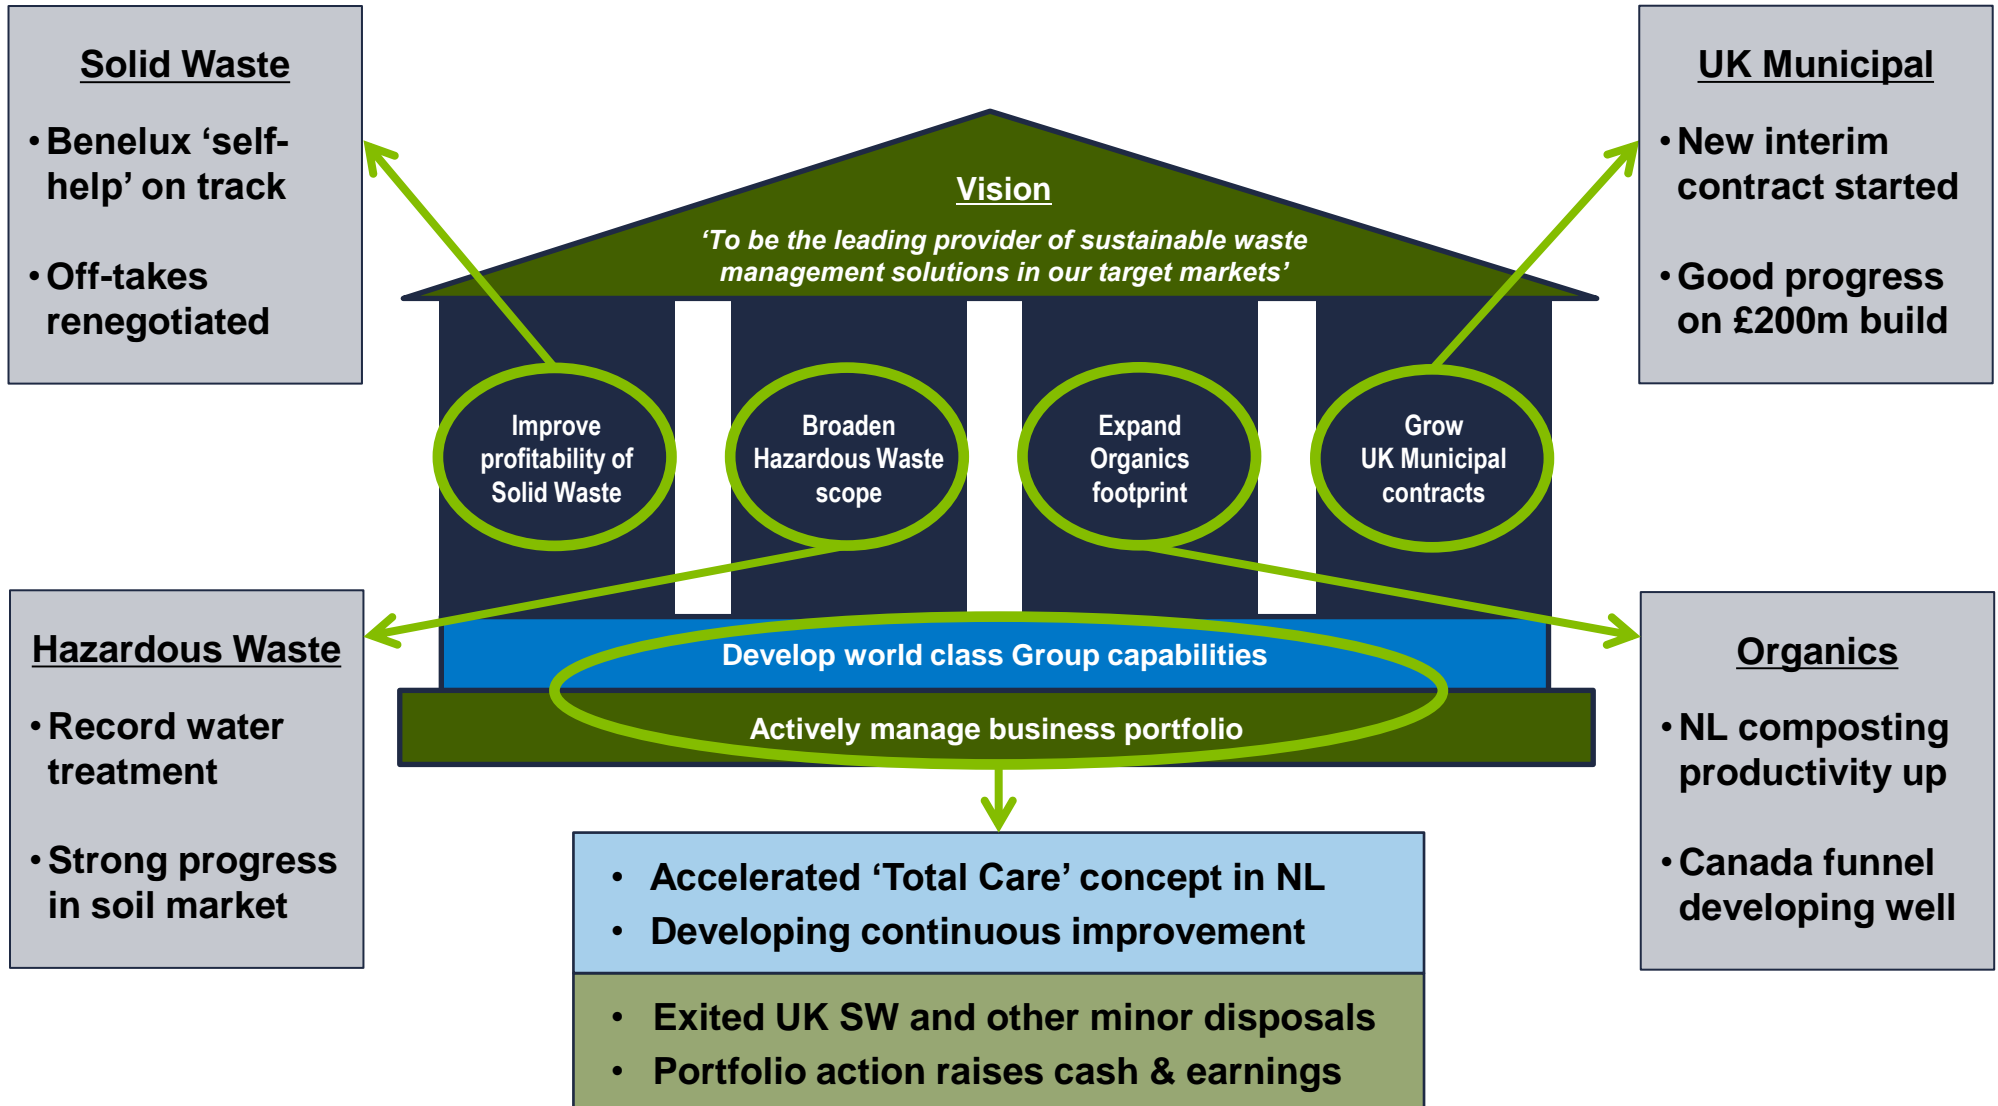 Solid Waste
• Benelux ‘self-
help’ on track
• Off-takes
renegotiated
UK Municipal
• New interim
contract started
• Good progress
on £200m build
Vision
‘To be the leading provider of sustainable waste
management solutions in our target markets’
Improve
profitability of
Solid Waste
Broaden
Hazardous Waste
scope
Expand
Organics
footprint
Grow
UK Municipal
contracts
Develop world class Group capabilities
Actively manage business portfolio
Hazardous Waste
• Record water
treatment
• Strong progress
in soil market
Organics
• NL composting
productivity up
• Canada funnel
developing well
• Accelerated ‘Total Care’ concept in NL
• Developing continuous improvement
• Exited UK SW and other minor disposals
• Portfolio action raises cash & earnings